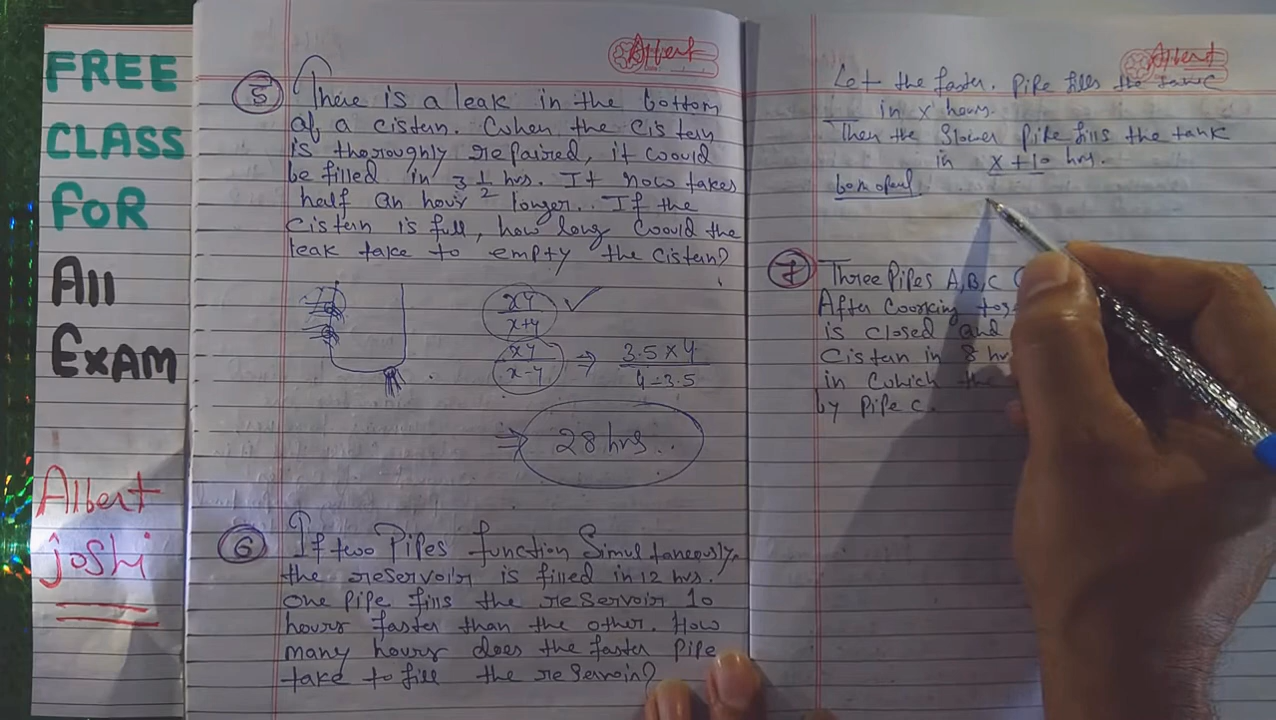 FREE
CLASS
FOR
All
ExAM
Albert
joshi
Albert
5
There is a leak in the bottom
of a cistern. When the cistern
is thoroughly repaired, it would
be filled in 3 1/2 hrs. It now takes
half an hour longer. If the
cistern is full, how long would the
leak take to empty the cistern?
xy/x+y ✓
xy/x-y ⇒ 3.5 x 4/4-3.5
⇒ 28 hrs..
6
If two Pipes function Simultaneously,
the reservoir is filled in 12 hrs.
one pipe fills the reservoir 10
hours faster than the other. How
many hours does the faster Pipe
take to fill the reservoir?
Albert
Let the faster. Pipe fills the tank
in x hours.
Then the Slower Pipe fills the tank
in x+10 hrs.
7
Three Pipes A,B,C
After working
is closed and
Cistern in 8
in which the
by Pipe C.